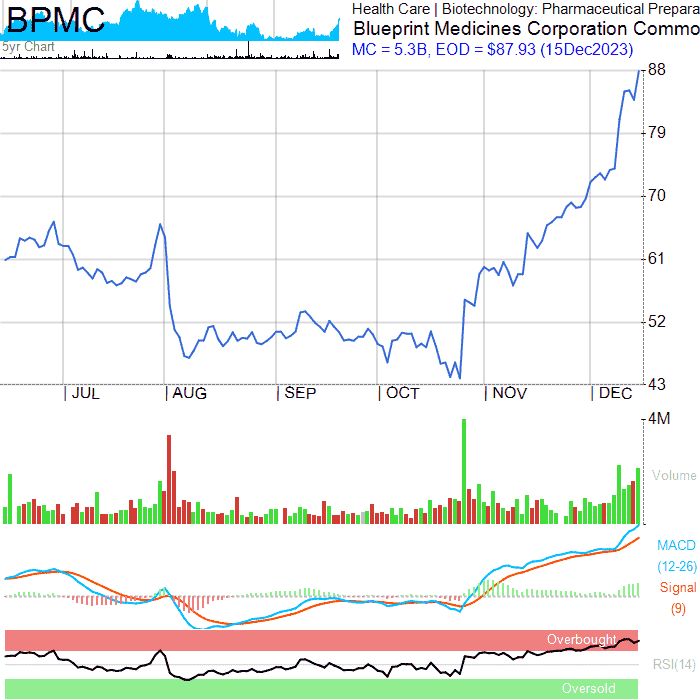 BPMC
5yr Chart
Health Care | Biotechnology: Pharmaceutical Prepara
Blueprint Medicines Corporation Commo
MC = 5.3B, EOD = $87.93 (15Dec2023)
88
79
70
61
52
43
| JUL | AUG | SEP | OCT | NOV | DEC
4M
Volume
MACD
(12-26)
Signal
(9)
Overbought
RSI(14)
Oversold